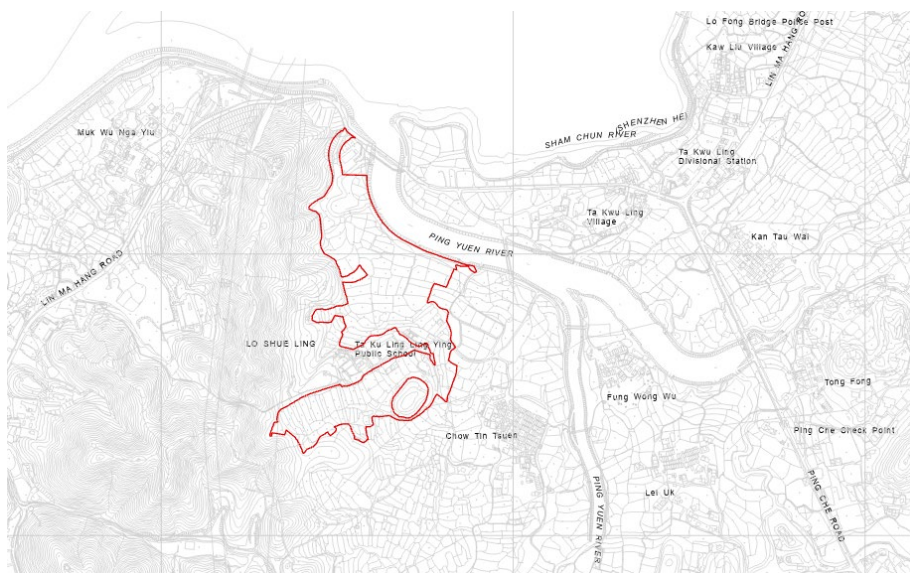 Lo Fong Bridge Police Post
Kaw Liu Village
LIN MA HANG ROAD
Muk Wu Nga Yiu
SHAM CHUN RIVER
SHENZHEN HE
Ta Kwu Ling
Divisional Station
Ta Kwu Ling
Village
Kan Tau Wai
PING YUEN RIVER
LIN MA HANG ROAD
LO SHUE LING
Ta Ku Ling Ling Ying
Public School
Tong Fong
Fung Wong Wu
Ping Che Check Point
Chow Tin Tsuen
Lei Uk
PING YUEN RIVER
PING CHE ROAD